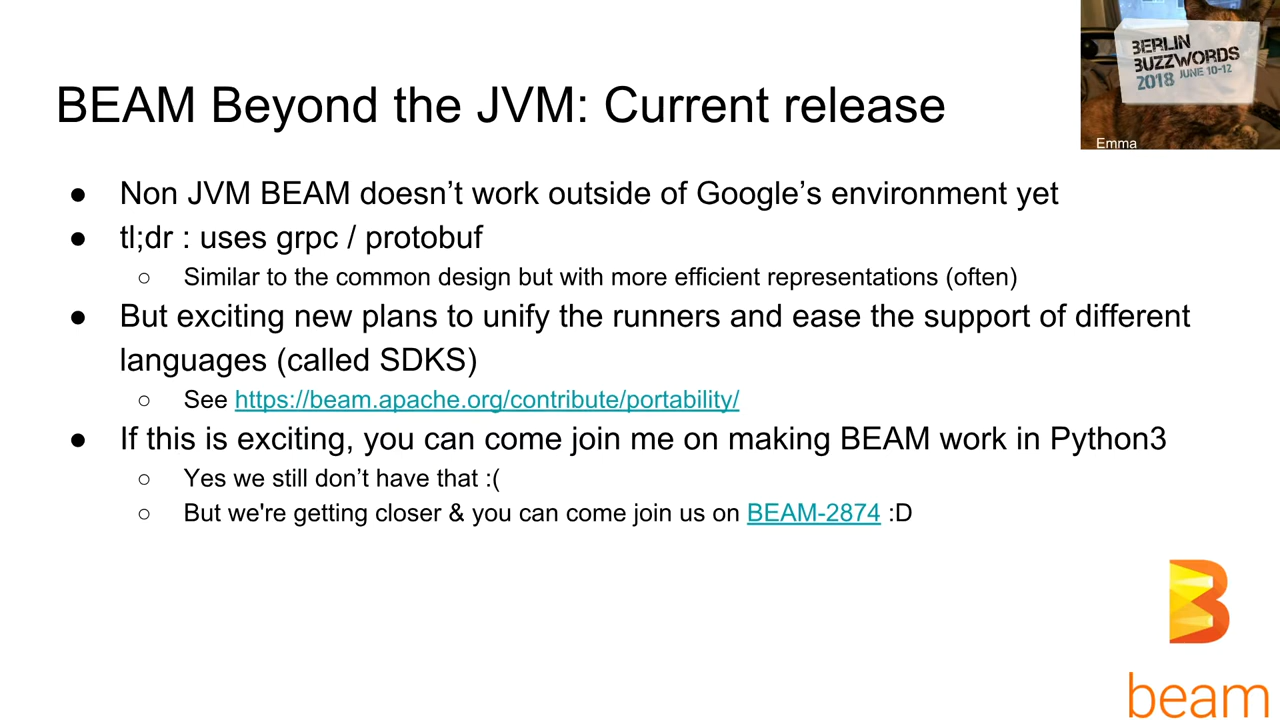 BERLIN
BUZZWORDS
2018 JUNE 10-12
Emma
BEAM Beyond the JVM: Current release
● Non JVM BEAM doesn’t work outside of Google’s environment yet
● tl;dr : uses grpc / protobuf
○ Similar to the common design but with more efficient representations (often)
● But exciting new plans to unify the runners and ease the support of different
languages (called SDKS)
○ See https://beam.apache.org/contribute/portability/
● If this is exciting, you can come join me on making BEAM work in Python3
○ Yes we still don’t have that :(
○ But we're getting closer & you can come join us on BEAM-2874 :D
beam